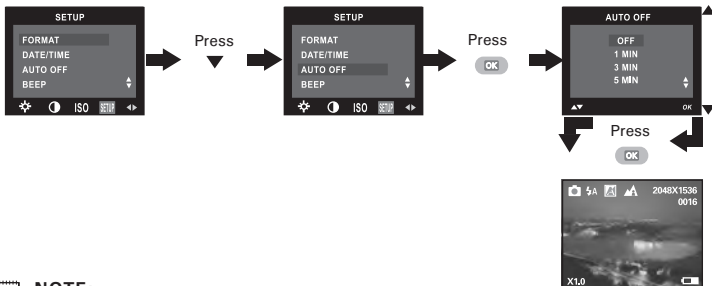 SETUP
FORMAT
DATE/TIME
AUTO OFF
BEEP
ISO SETUP
Press
SETUP
FORMAT
DATE/TIME
AUTO OFF
BEEP
ISO SETUP
Press
OK
AUTO OFF
OFF
1 MIN
3 MIN
5 MIN
OK
Press
OK
A 2048X1536
0016
X1.0
NOTE